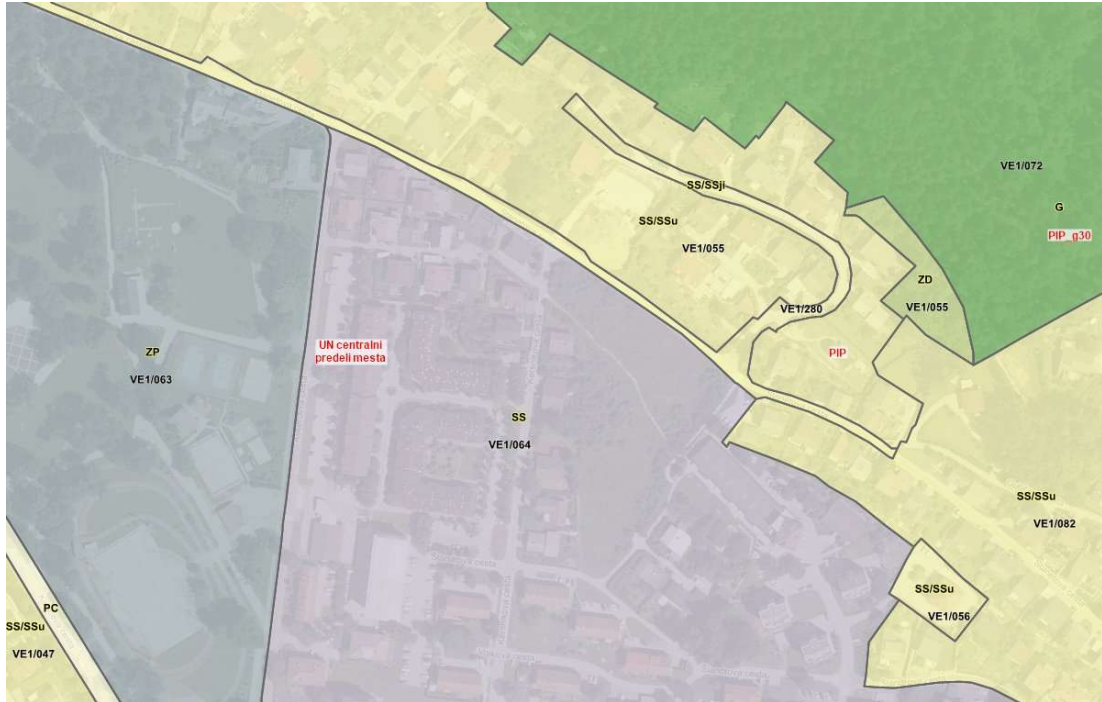 VE1/072
G
PIP_g30
SS/SSji
SS/SSu
VE1/055
ZD
VE1/055
VE1/280
UN centralni
predeli mesta
PIP
ZP
VE1/063
SS
VE1/064
SS/SSu
VE1/082
SS/SSu
VE1/056
PC
SS/SSu
VE1/047